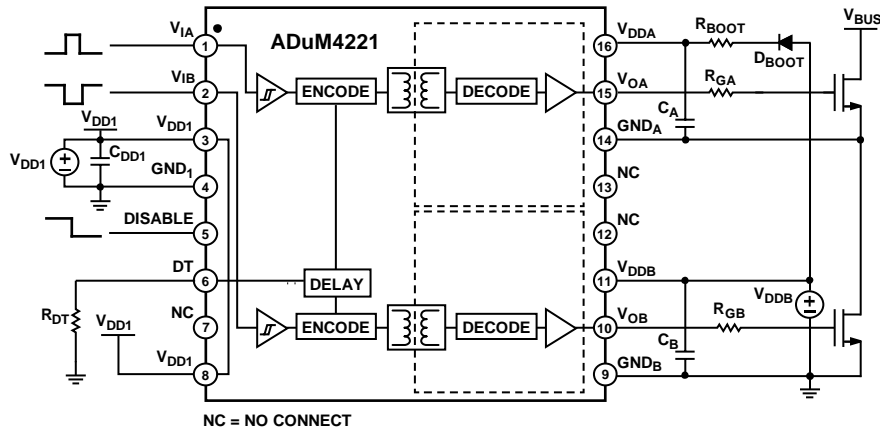 ADuM4221
V_IA
1
V_IB
2
V_DD1
V_DD1
3
V_DD1
C_DD1
GND_1
4
DISABLE
5
DT
6
R_DT
NC
7
V_DD1
V_DD1
8
ENCODE
DECODE
DELAY
ENCODE
DECODE
16
V_DDA
R_BOOT
D_BOOT
V_BUS
15
V_OA
R_GA
C_A
14
GND_A
13
NC
12
NC
11
V_DDB
V_DDB
10
V_OB
R_GB
C_B
9
GND_B
NC = NO CONNECT